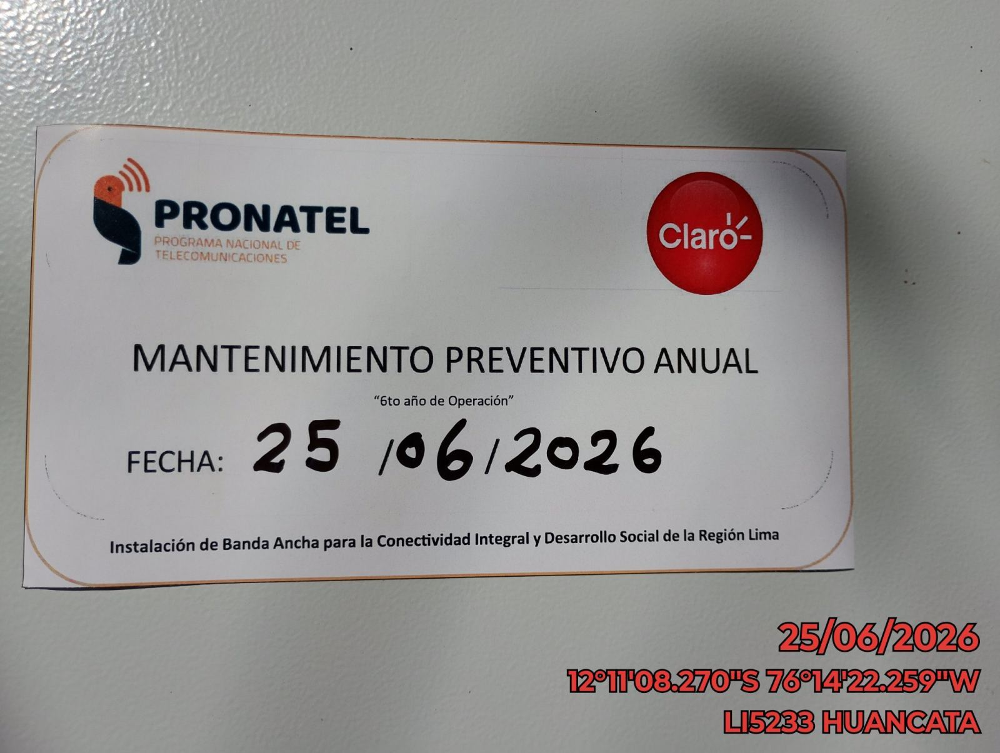 PRONATEL
PROGRAMA NACIONAL DE
TELECOMUNICACIONES
Claro
MANTENIMIENTO PREVENTIVO ANUAL
“6to año de Operación”
FECHA: 25 /06/2026
Instalación de Banda Ancha para la Conectividad Integral y Desarrollo Social de la Región Lima
25/06/2026
12°11'08.270"S 76°14'22.259"W
LI5233 HUANCATA